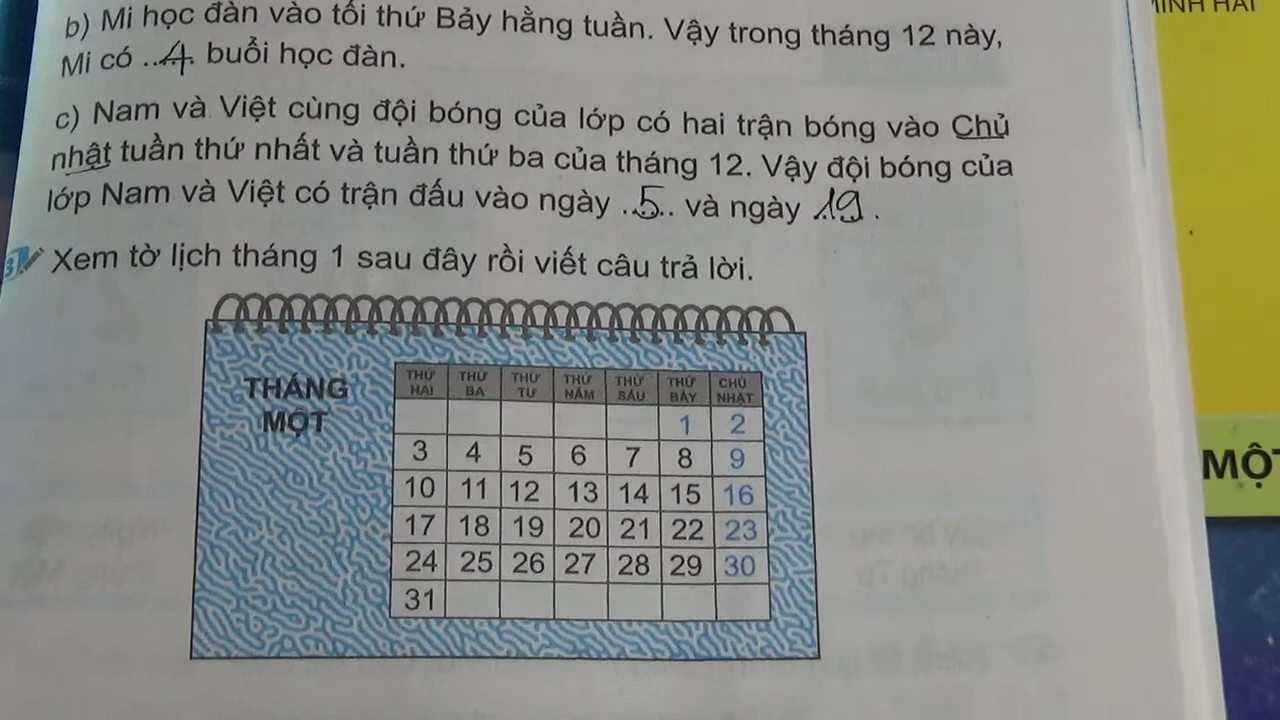 b) Mi học đàn vào tối thứ Bảy hằng tuần. Vậy trong tháng 12 này,
Mi có ..4. buổi học đàn.
c) Nam và Việt cùng đội bóng của lớp có hai trận bóng vào Chủ
nhật tuần thứ nhất và tuần thứ ba của tháng 12. Vậy đội bóng của
lớp Nam và Việt có trận đấu vào ngày ..5.. và ngày .19. .
3 Xem tờ lịch tháng 1 sau đây rồi viết câu trả lời.
THÁNG
MỘT
THỨ HAI THỨ BA THỨ TƯ THỨ NĂM THỨ SÁU THỨ BẢY CHỦ NHẬT
1 2
3 4 5 6 7 8 9
10 11 12 13 14 15 16
17 18 19 20 21 22 23
24 25 26 27 28 29 30
31
MINH HAI